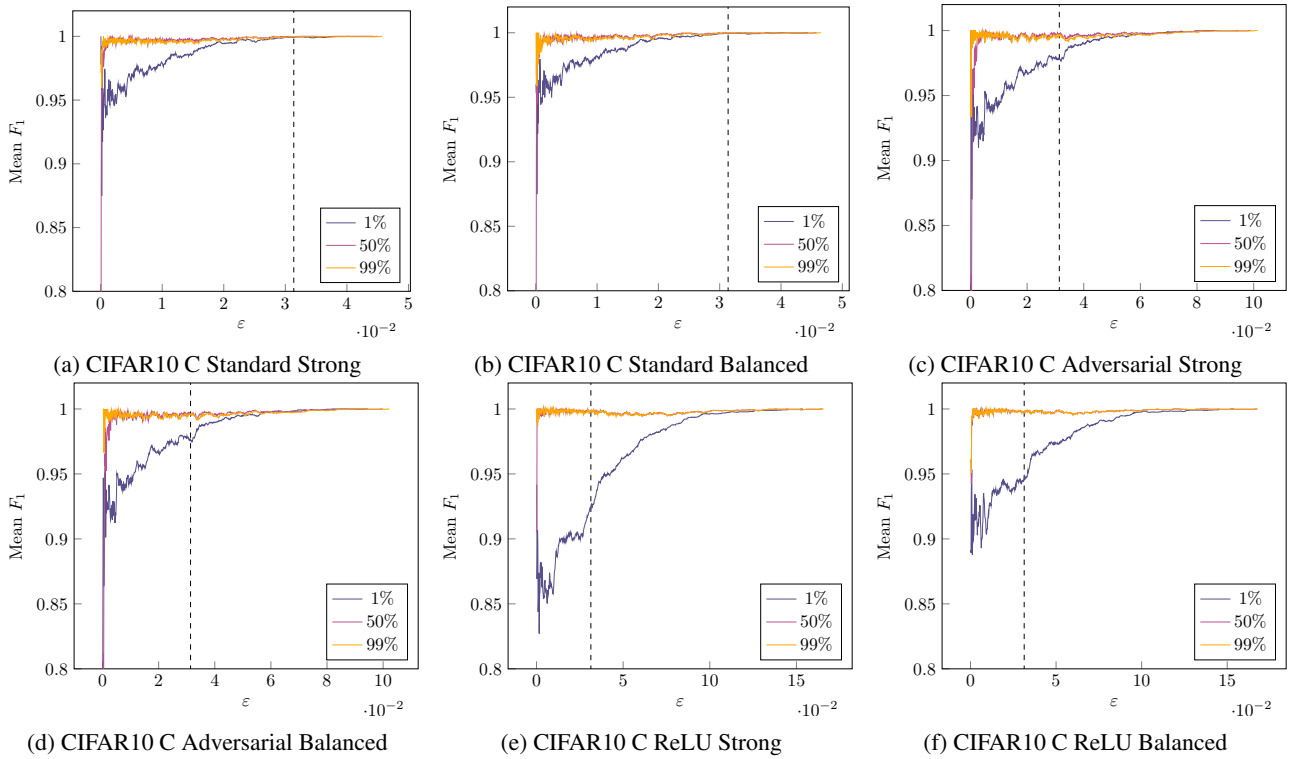 1
0.95
0.9
0.85
0.8
Mean F1
0 1 2 3 4 5
ε
·10−2
1%
50%
99%
(a) CIFAR10 C Standard Strong
1
0.95
0.9
0.85
0.8
Mean F1
0 1 2 3 4 5
ε
·10−2
1%
50%
99%
(b) CIFAR10 C Standard Balanced
1
0.95
0.9
0.85
0.8
Mean F1
0 2 4 6 8 10
ε
·10−2
1%
50%
99%
(c) CIFAR10 C Adversarial Strong
1
0.95
0.9
0.85
0.8
Mean F1
0 2 4 6 8 10
ε
·10−2
1%
50%
99%
(d) CIFAR10 C Adversarial Balanced
1
0.95
0.9
0.85
0.8
Mean F1
0 5 10 15
ε
·10−2
1%
50%
99%
(e) CIFAR10 C ReLU Strong
1
0.95
0.9
0.85
0.8
Mean F1
0 5 10 15
ε
·10−2
1%
50%
99%
(f) CIFAR10 C ReLU Balanced